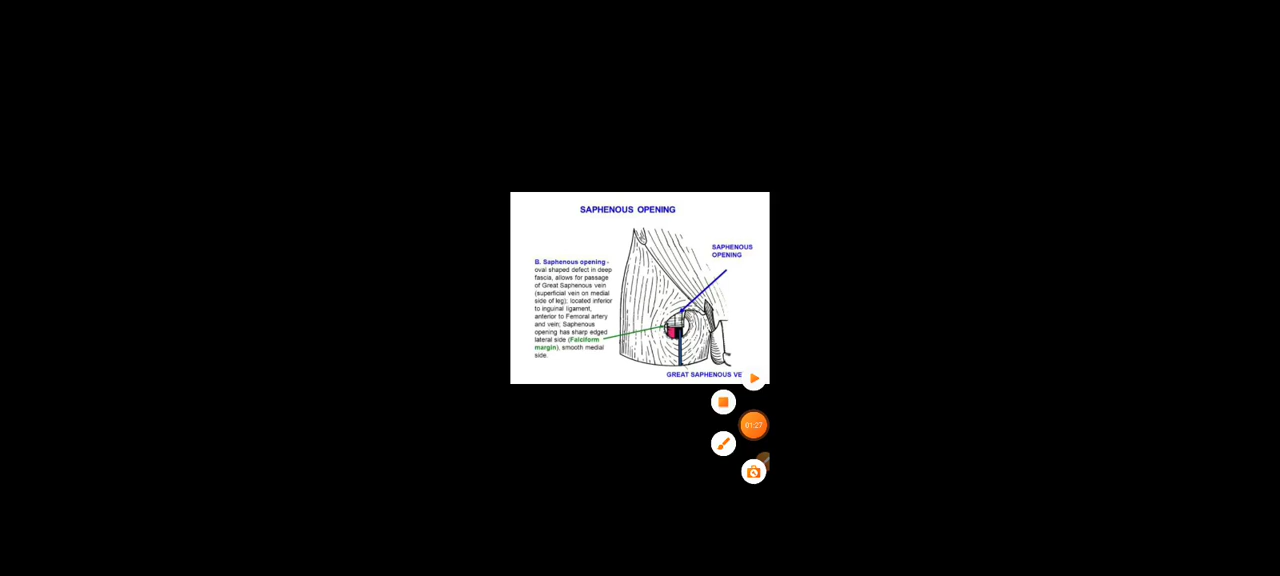 SAPHENOUS OPENING
SAPHENOUS
OPENING
B. Saphenous opening -
oval shaped defect in deep
fascia, allows for passage
of Great Saphenous vein
(superficial vein on medial
side of leg); located inferior
to inguinal ligament,
anterior to Femoral artery
and vein; Saphenous
opening has sharp edged
lateral side (Falciform
margin), smooth medial
side.
GREAT SAPHENOUS VE
01:27